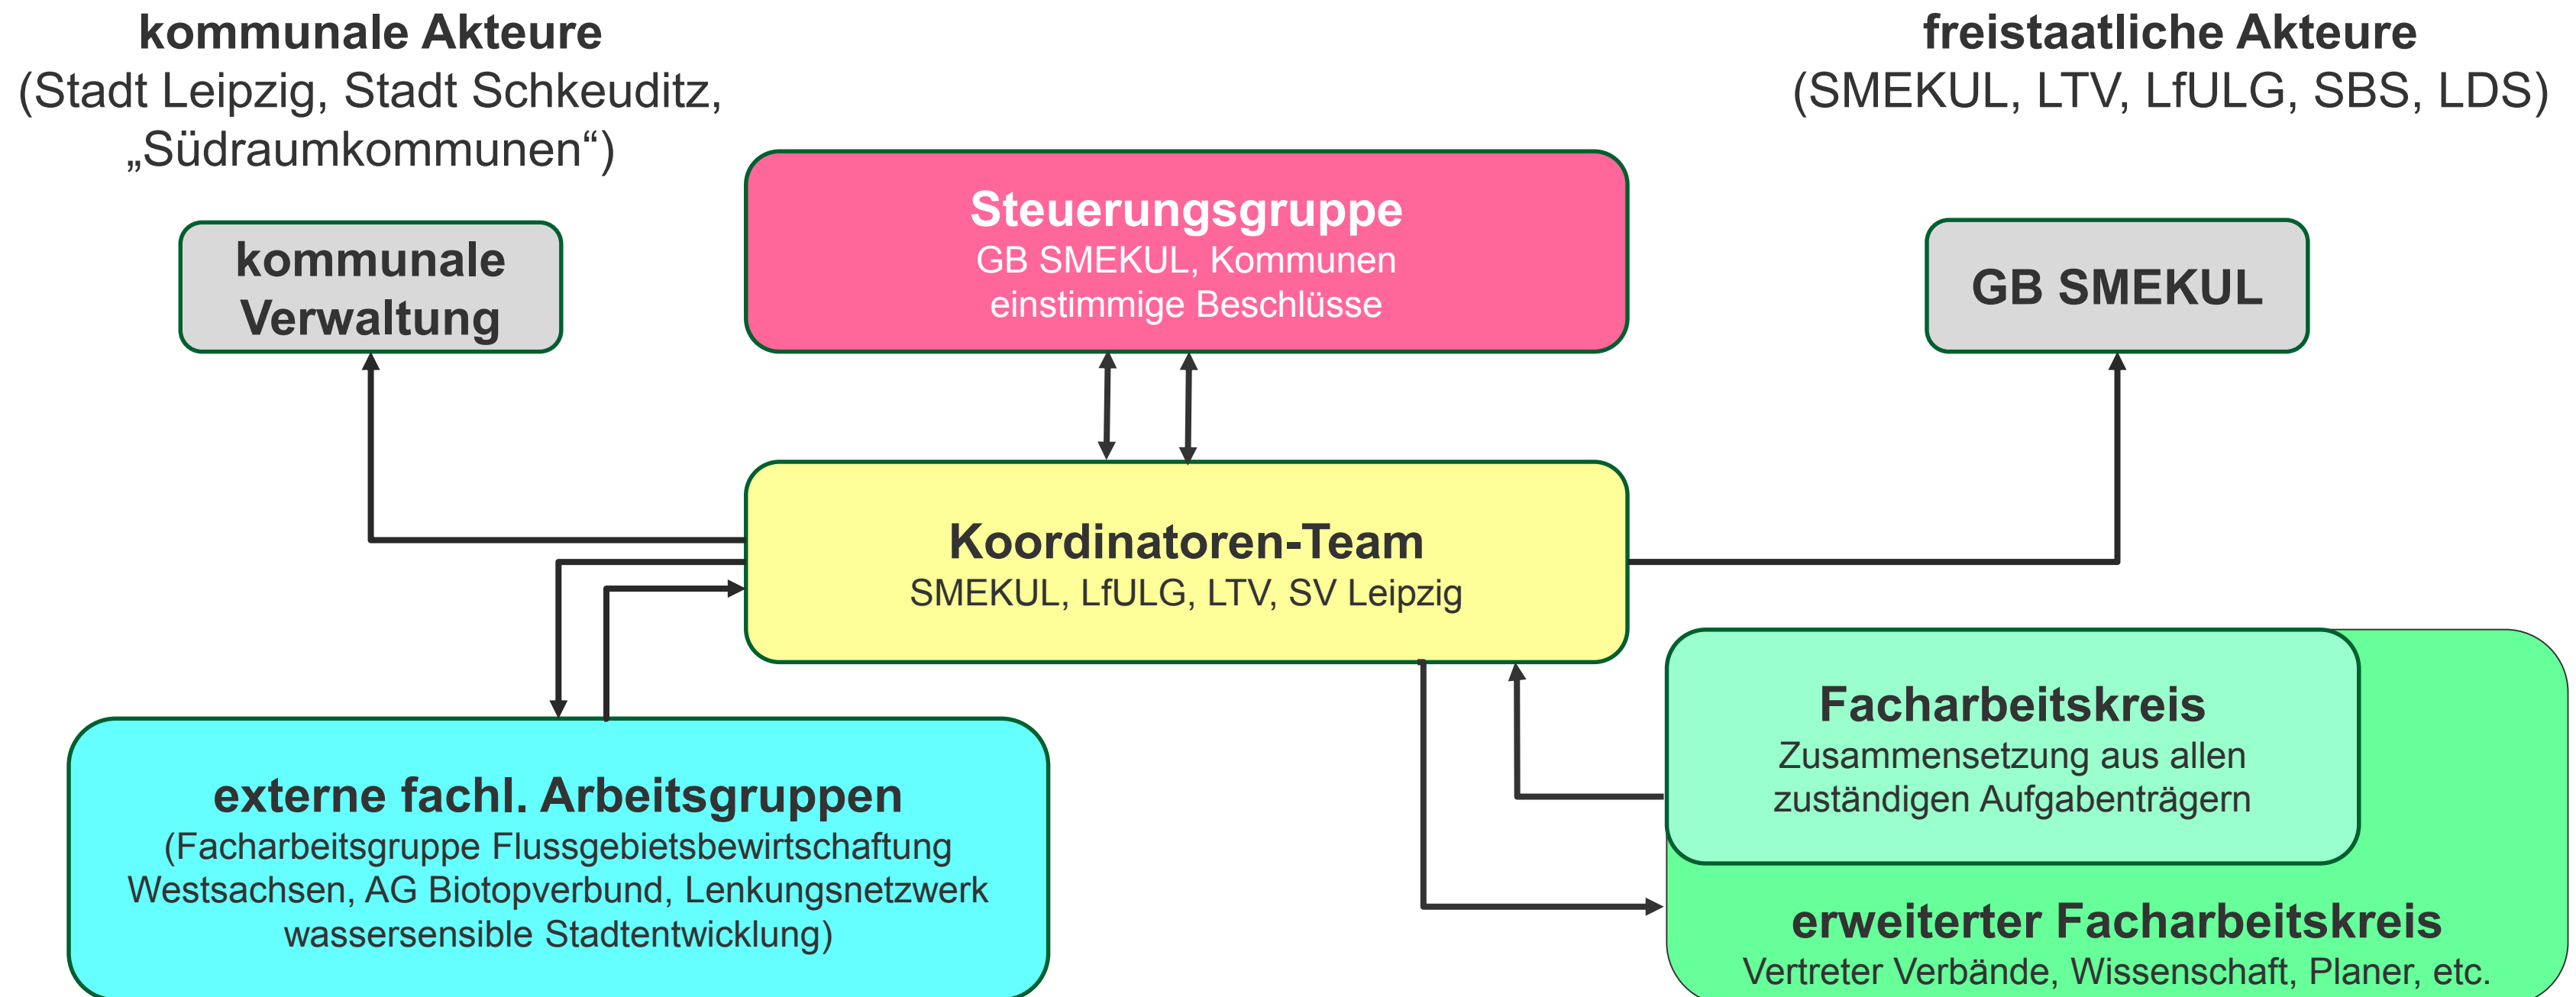 kommunale Akteure
(Stadt Leipzig, Stadt Schkeuditz,
„Südraumkommunen“)
freistaatliche Akteure
(SMEKUL, LTV, LfULG, SBS, LDS)
Steuerungsgruppe
GB SMEKUL, Kommunen
einstimmige Beschlüsse
kommunale
Verwaltung
GB SMEKUL
Koordinatoren-Team
SMEKUL, LfULG, LTV, SV Leipzig
Facharbeitskreis
Zusammensetzung aus allen
zuständigen Aufgabenträgern
externe fachl. Arbeitsgruppen
(Facharbeitsgruppe Flussgebietsbewirtschaftung
Westsachsen, AG Biotopverbund, Lenkungsnetzwerk
wassersensible Stadtentwicklung)
erweiterter Facharbeitskreis
Vertreter Verbände, Wissenschaft, Planer, etc.